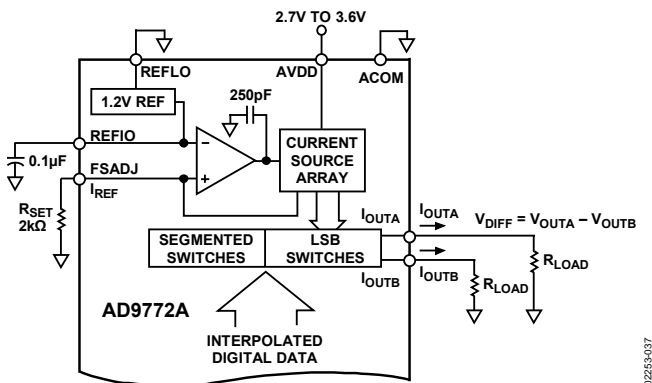 2.7V TO 3.6V
REFLO
AVDD
ACOM
1.2V REF
250pF
REFIO
0.1µF
FSADJ
IREF
RSET
2kΩ
−
+
CURRENT
SOURCE
ARRAY
IOUTA
IOUTA
VDIFF = VOUTA – VOUTB
SEGMENTED
SWITCHES
LSB
SWITCHES
IOUTB
IOUTB
RLOAD
RLOAD
AD9772A
INTERPOLATED
DIGITAL DATA
02253-037